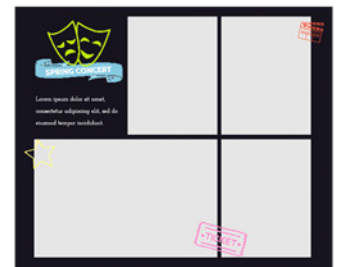 SPRING CONCERT
Lorem ipsum dolor sit amet,
consectetur adipiscing elit, sed do
eiusmod tempor incididunt.
TICKET